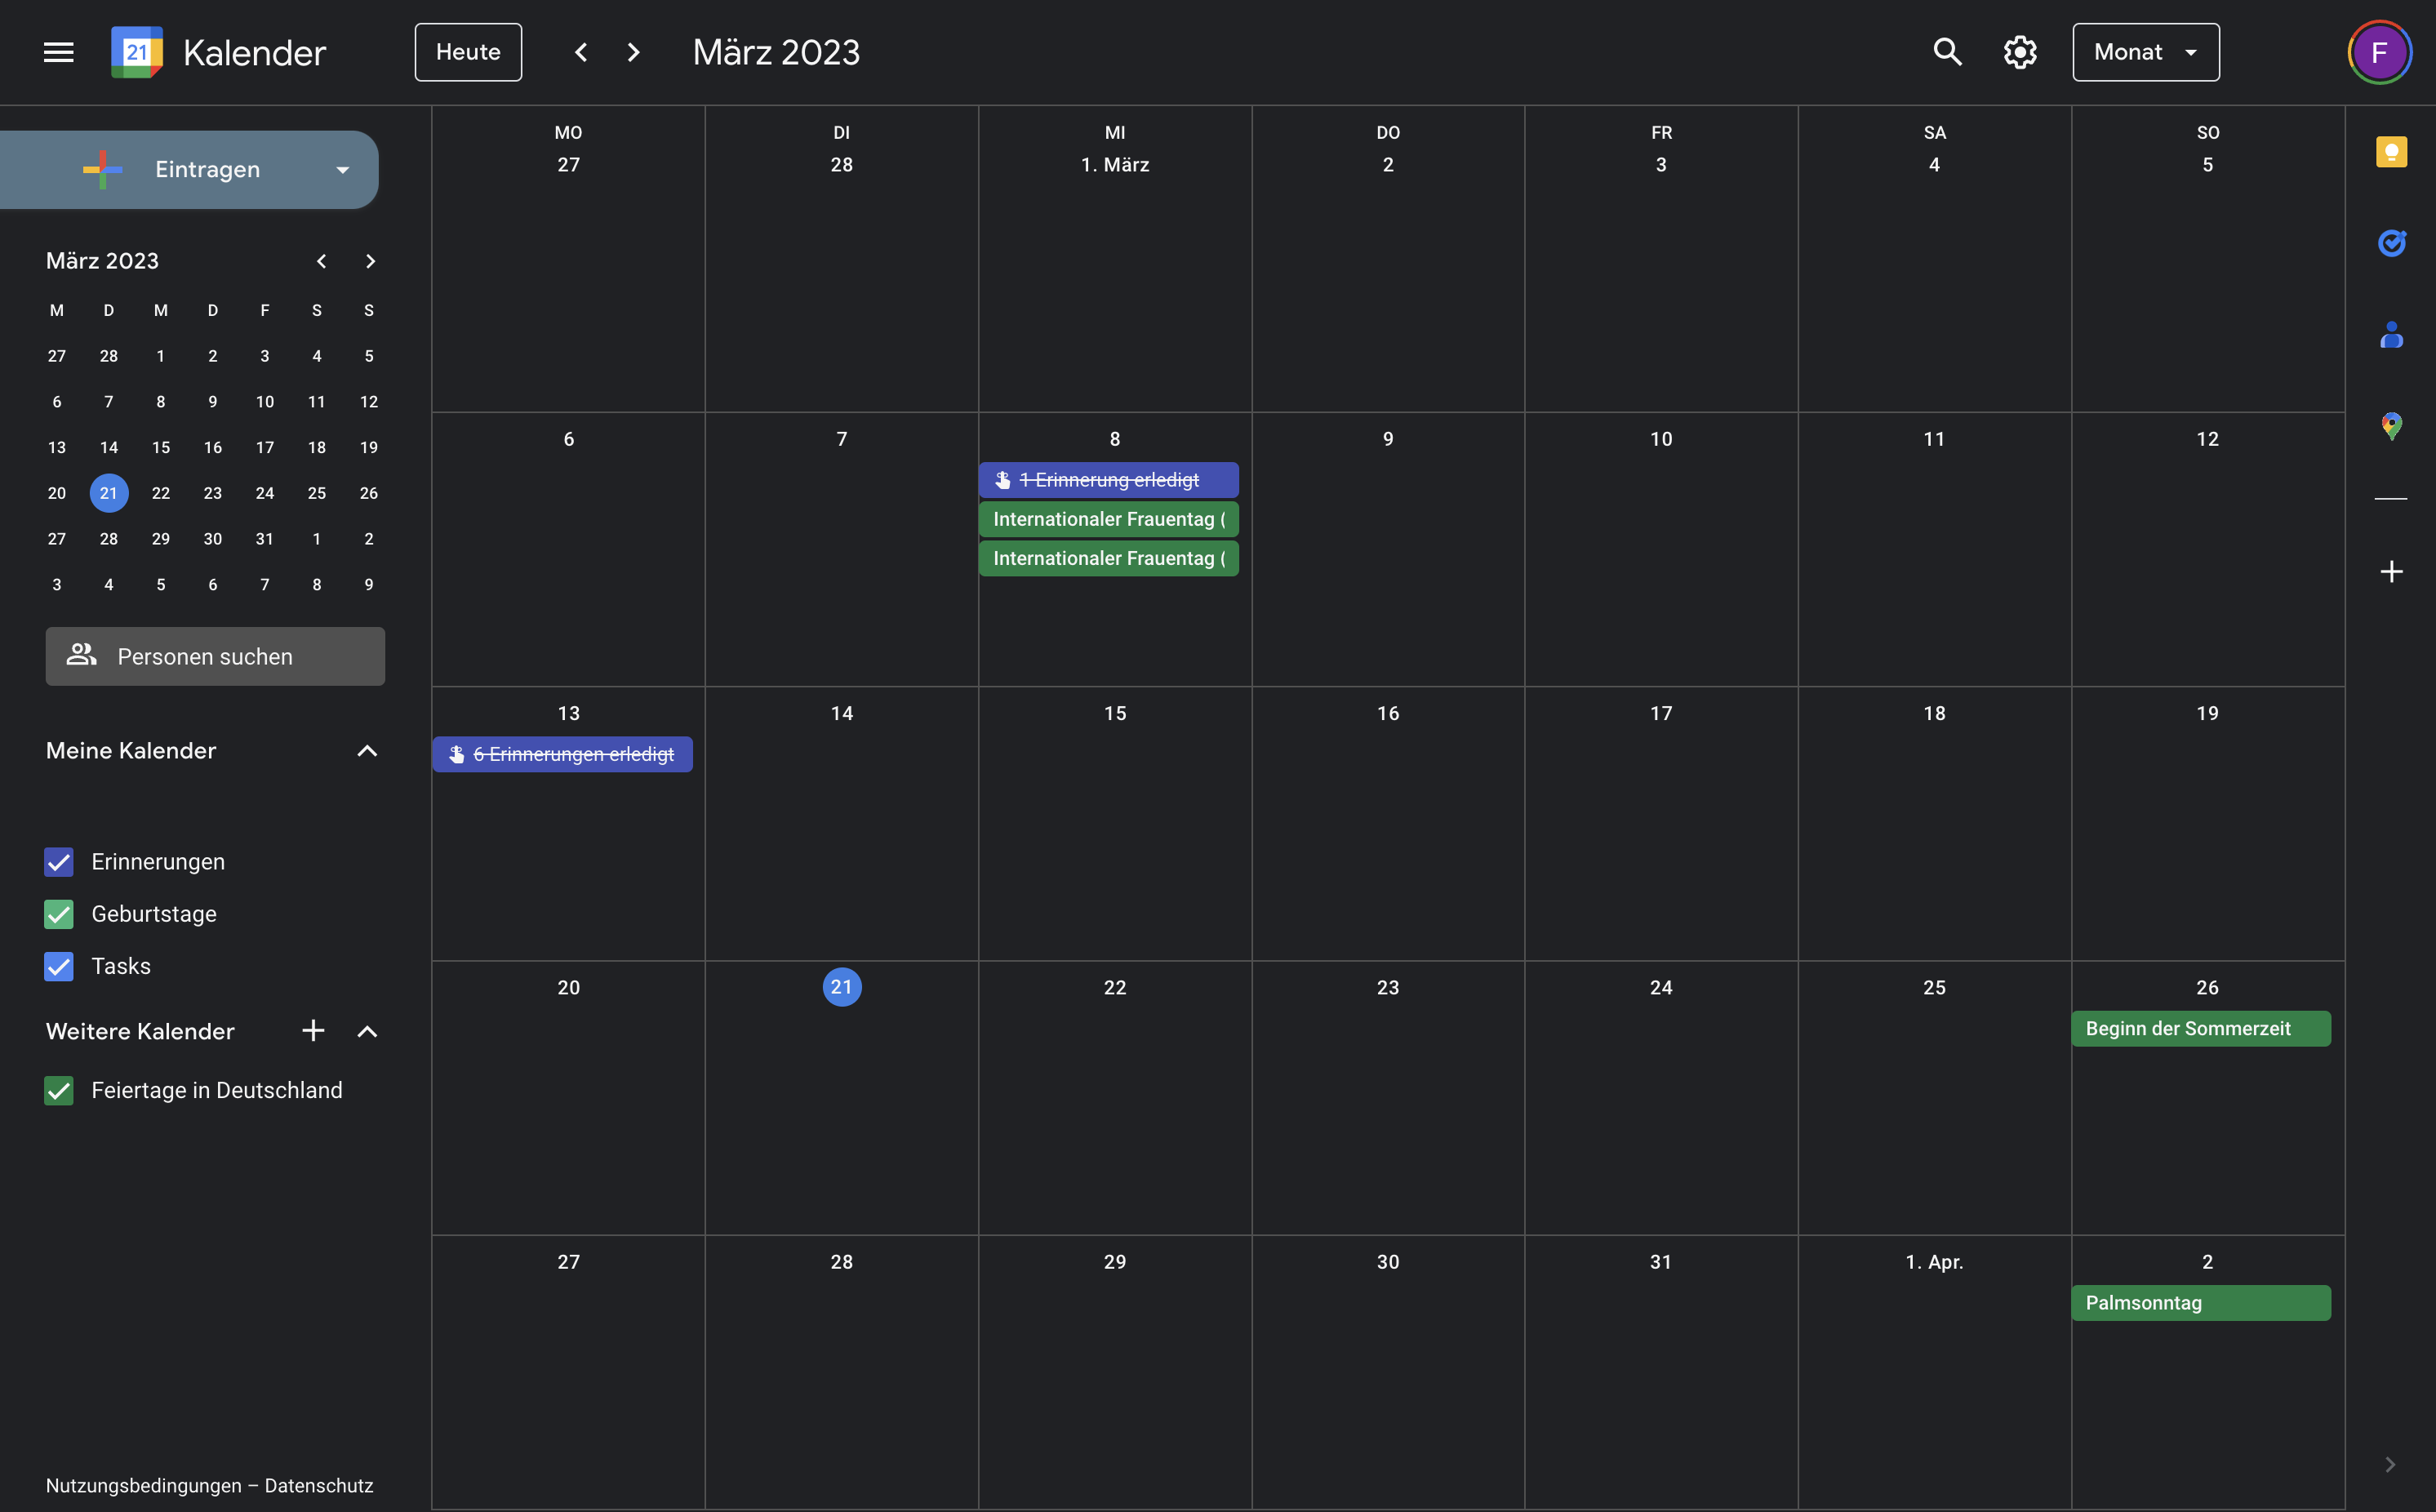 21 Kalender Heute März 2023 Monat F
Eintragen
März 2023
M D M D F S S
27 28 1 2 3 4 5
6 7 8 9 10 11 12
13 14 15 16 17 18 19
20 21 22 23 24 25 26
27 28 29 30 31 1 2
3 4 5 6 7 8 9
Personen suchen
Meine Kalender
Erinnerungen
Geburtstage
Tasks
Weitere Kalender
Feiertage in Deutschland
Nutzungsbedingungen – Datenschutz
MO DI MI DO FR SA SO
27 28 1. März 2 3 4 5
6 7 8 9 10 11 12
1 Erinnerung erledigt
Internationaler Frauentag (
Internationaler Frauentag (
13 14 15 16 17 18 19
6 Erinnerungen erledigt
20 21 22 23 24 25 26
Beginn der Sommerzeit
27 28 29 30 31 1. Apr. 2
Palmsonntag